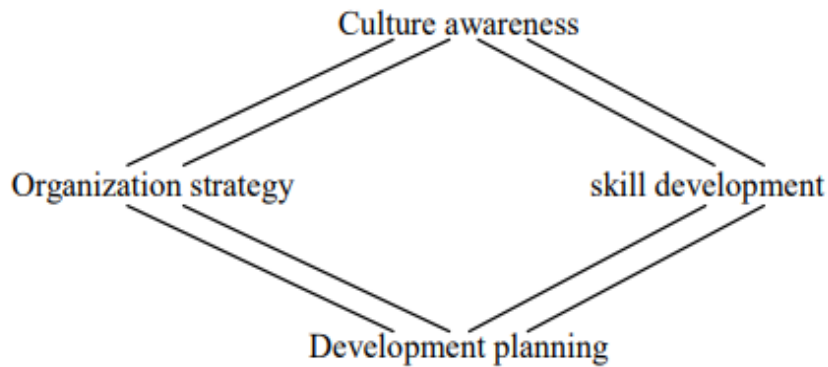 Culture awareness
Organization strategy
skill development
Development planning